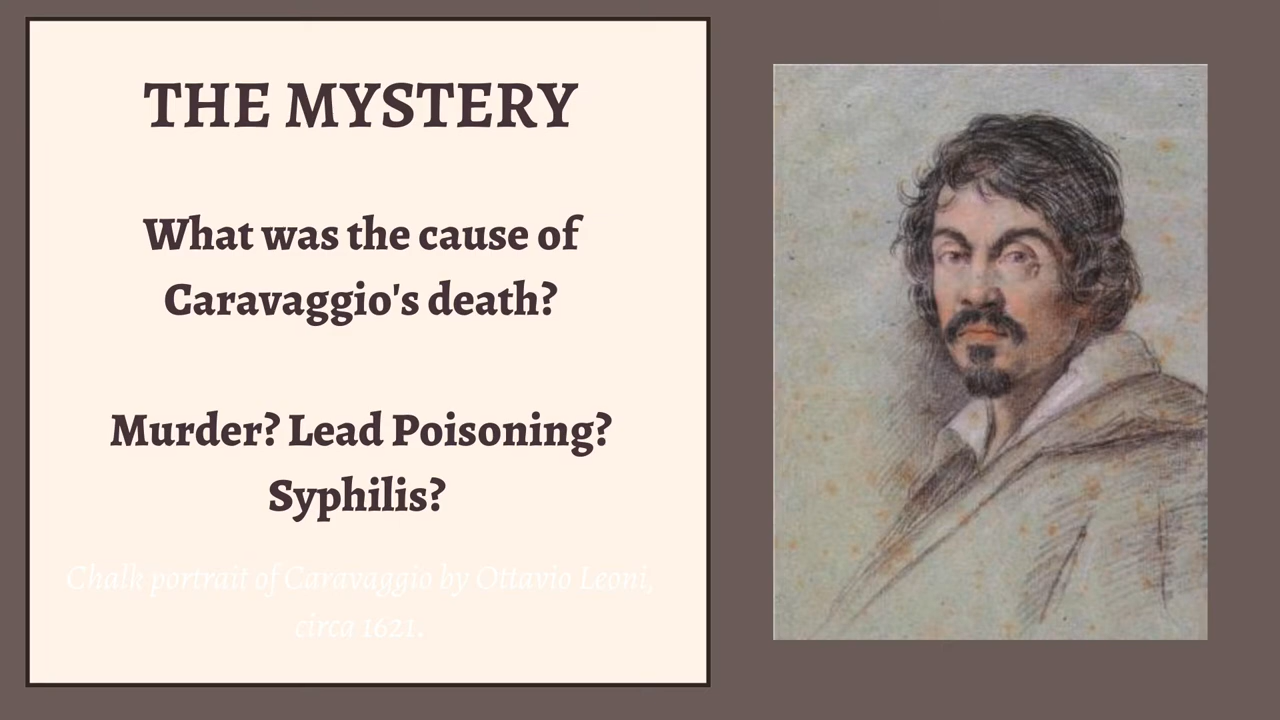 THE MYSTERY
What was the cause of
Caravaggio's death?
Murder? Lead Poisoning?
Syphilis?
Chalk portrait of Caravaggio by Ottavio Leoni,
circa 1621.